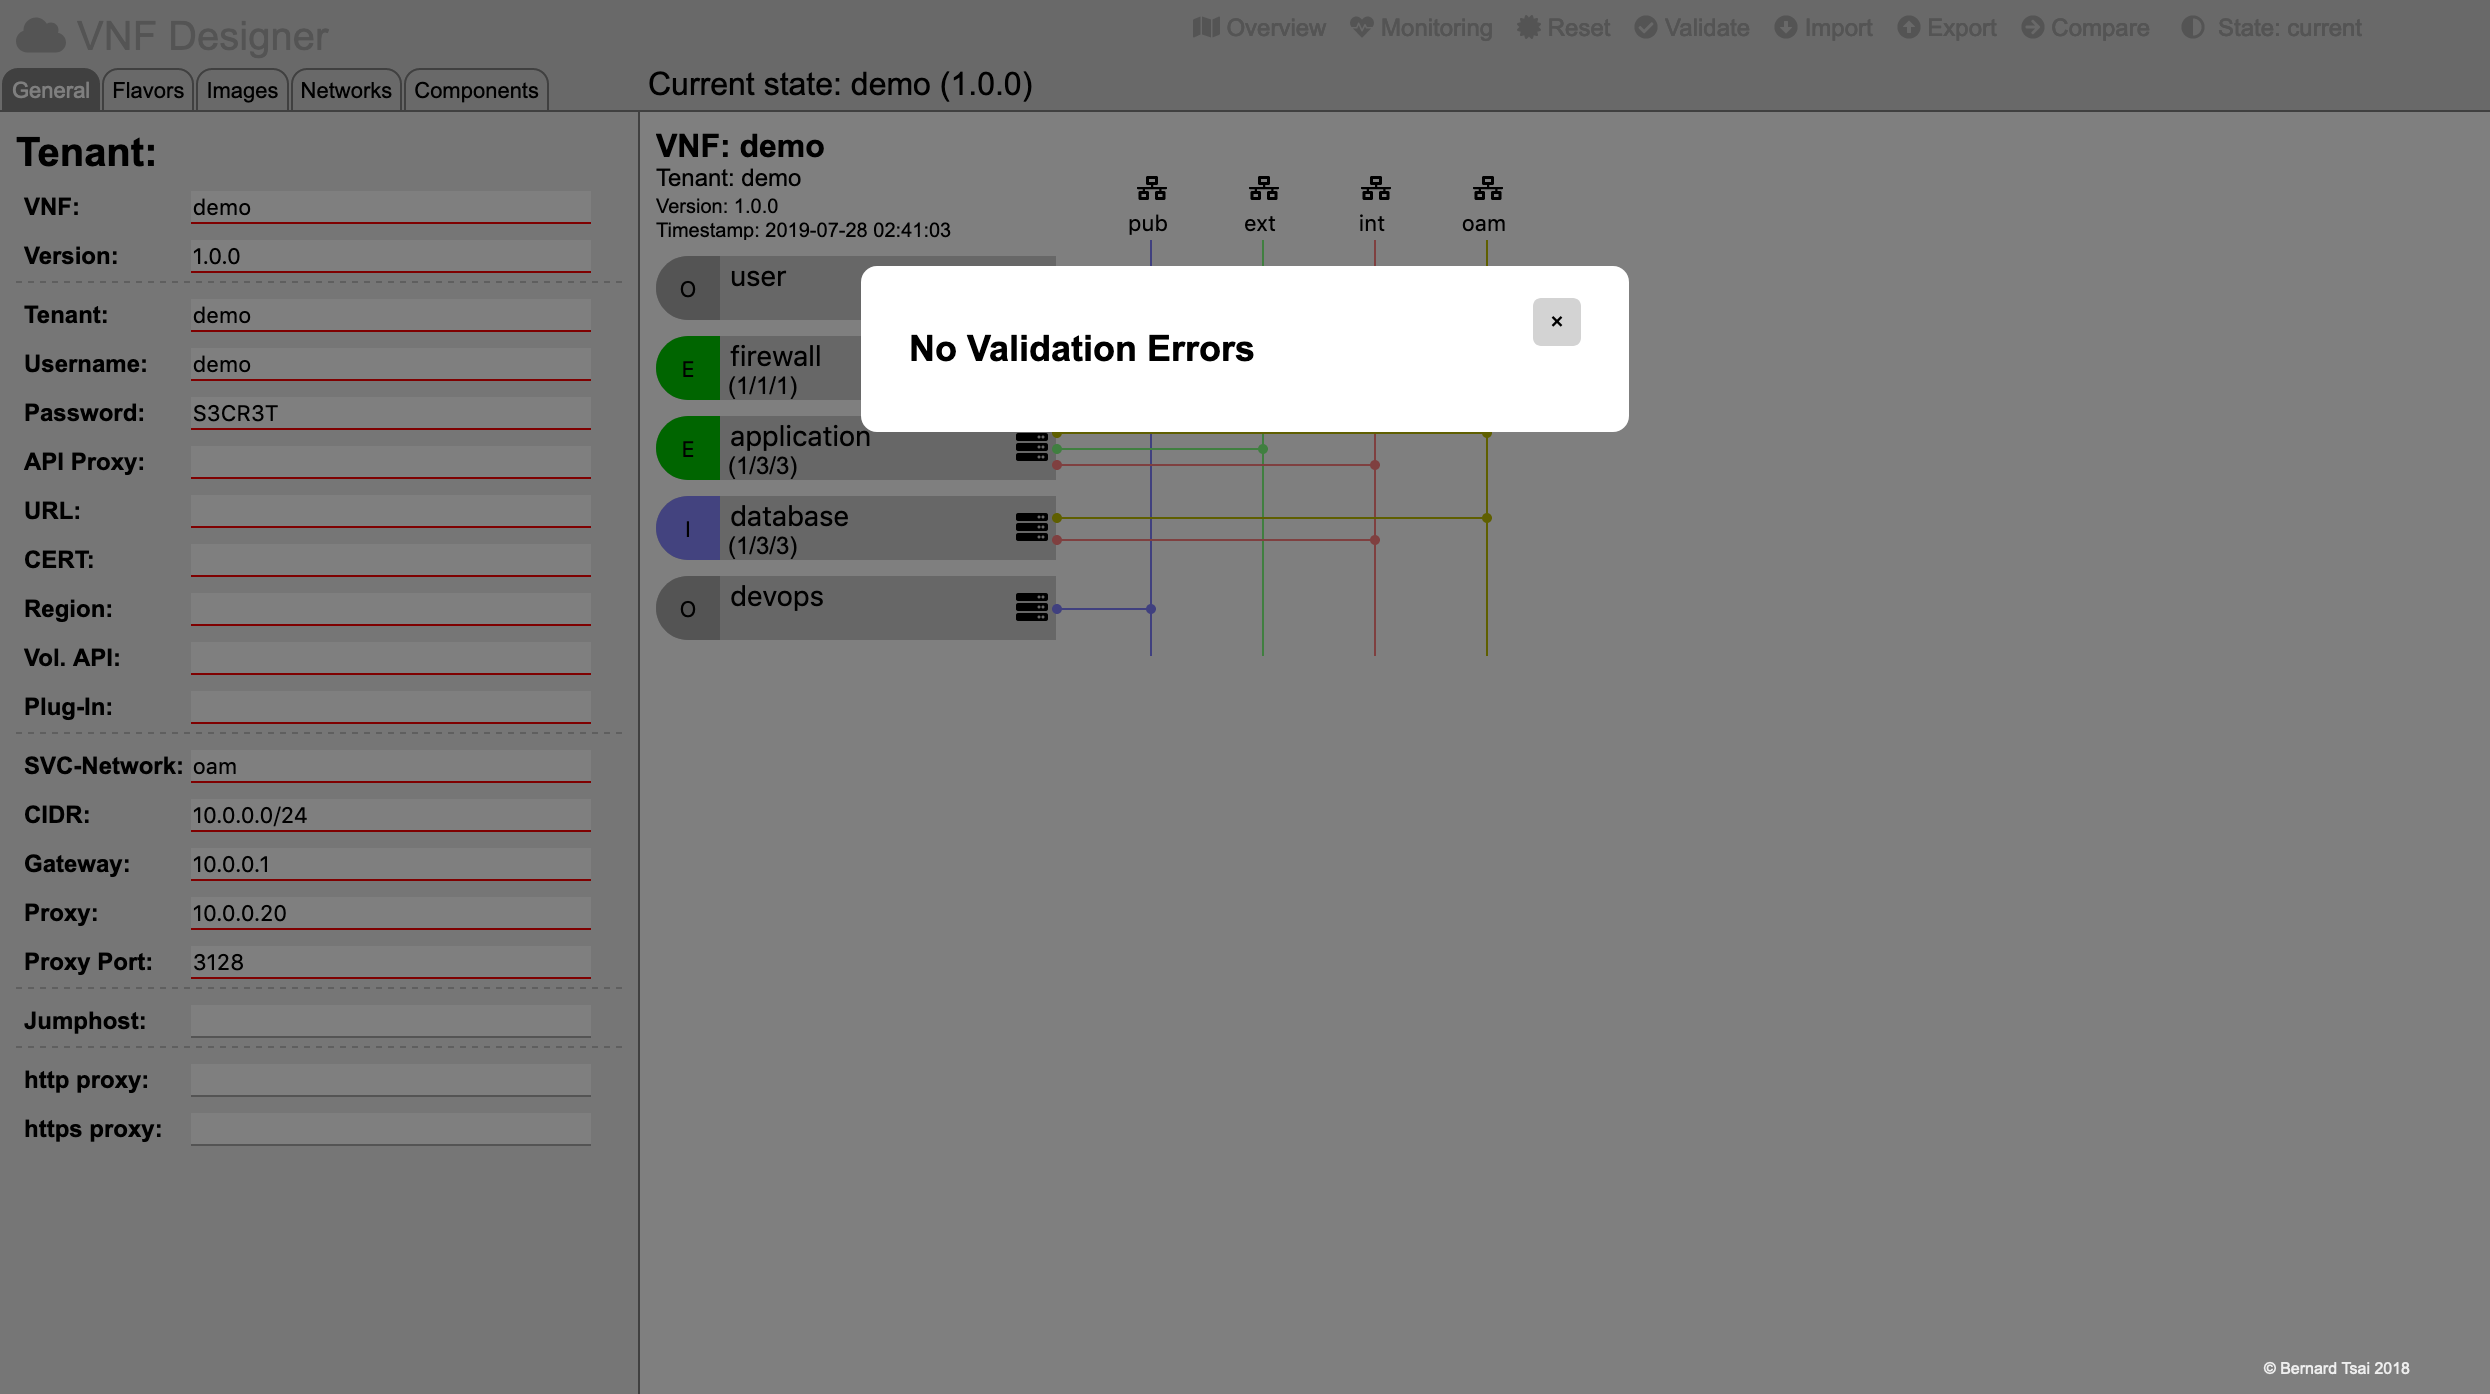 VNF Designer
Overview Monitoring Reset Validate Import Export Compare State: current
General Flavors Images Networks Components
Current state: demo (1.0.0)
Tenant:
VNF: demo
Version: 1.0.0
Tenant: demo
Username: demo
Password: S3CR3T
API Proxy:
URL:
CERT:
Region:
Vol. API:
Plug-In:
SVC-Network: oam
CIDR: 10.0.0.0/24
Gateway: 10.0.0.1
Proxy: 10.0.0.20
Proxy Port: 3128
Jumphost:
http proxy:
https proxy:
VNF: demo
Tenant: demo
Version: 1.0.0
Timestamp: 2019-07-28 02:41:03
pub ext int oam
O user
E firewall
(1/1/1)
E application
(1/3/3)
I database
(1/3/3)
O devops
No Validation Errors
×
© Bernard Tsai 2018